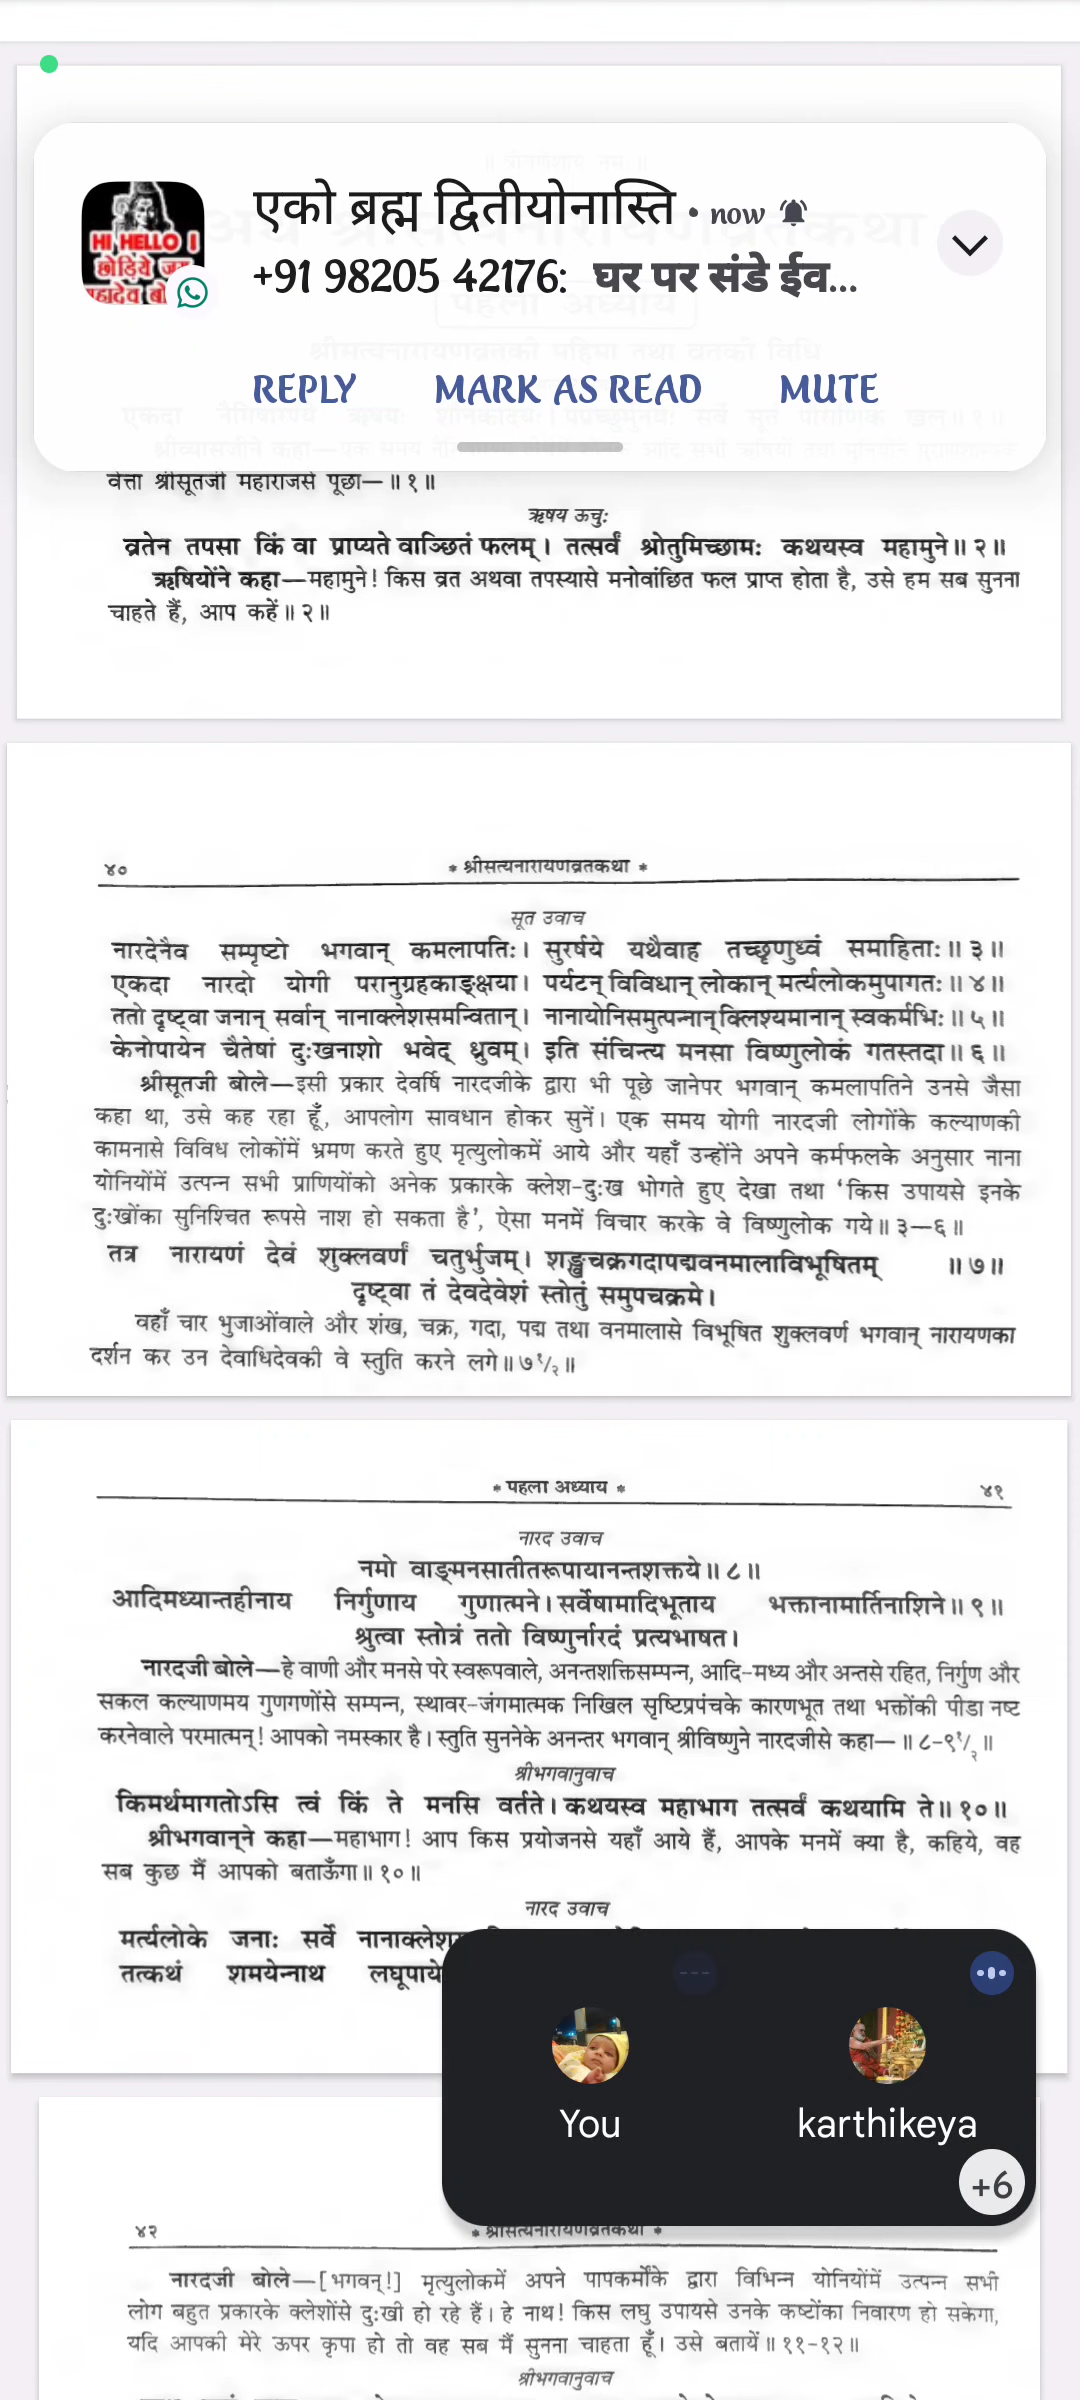 एको ब्रह्म द्वितीयोनास्ति • now
HI HELLO
छोड़िये
महादेव बो
+91 98205 42176: घर पर संडे ईव...
पहला अध्याय
श्रीसत्यनारायणव्रतकी महिमा तथा व्रतकी विधि
REPLY MARK AS READ MUTE
वेत्ता श्रीसूतजी महाराजसे पूछा—॥ १॥
ऋषय ऊचुः
व्रतेन तपसा किं वा प्राप्यते वाञ्छितं फलम्। तत्सर्वं श्रोतुमिच्छामः कथयस्व महामुने॥ २॥
ऋषियोंने कहा—महामुने! किस व्रत अथवा तपस्यासे मनोवांछित फल प्राप्त होता है, उसे हम सब सुनना
चाहते हैं, आप कहें॥ २॥
४० * श्रीसत्यनारायणव्रतकथा *
सूत उवाच
नारदेनैव सम्पृष्टो भगवान् कमलापतिः। सुरर्षये यथैवाह तच्छृणुध्वं समाहिताः॥ ३॥
एकदा नारदो योगी परानुग्रहकाङ्क्षया। पर्यटन् विविधान् लोकान् मर्त्यलोकमुपागतः॥ ४॥
ततो दृष्ट्वा जनान् सर्वान् नानाक्लेशसमन्वितान्। नानायोनिसमुत्पन्नान् क्लिश्यमानान् स्वकर्मभिः॥ ५॥
केनोपायेन चैतेषां दुःखनाशो भवेद् ध्रुवम्। इति संचिन्त्य मनसा विष्णुलोकं गतस्तदा॥ ६॥
श्रीसूतजी बोले—इसी प्रकार देवर्षि नारदजीके द्वारा भी पूछे जानेपर भगवान् कमलापतिने उनसे जैसा
कहा था, उसे कह रहा हूँ, आपलोग सावधान होकर सुनें। एक समय योगी नारदजी लोगोंके कल्याणकी
कामनासे विविध लोकोंमें भ्रमण करते हुए मृत्युलोकमें आये और यहाँ उन्होंने अपने कर्मफलके अनुसार नाना
योनियोंमें उत्पन्न सभी प्राणियोंको अनेक प्रकारके क्लेश-दुःख भोगते हुए देखा तथा ‘किस उपायसे इनके
दुःखोंका सुनिश्चित रूपसे नाश हो सकता है’, ऐसा मनमें विचार करके वे विष्णुलोक गये॥ ३—६॥
तत्र नारायणं देवं शुक्लवर्णं चतुर्भुजम्। शङ्खचक्रगदापद्मवनमालाविभूषितम् ॥ ७॥
दृष्ट्वा तं देवदेवेशं स्तोतुं समुपचक्रमे।
वहाँ चार भुजाओंवाले और शंख, चक्र, गदा, पद्म तथा वनमालासे विभूषित शुक्लवर्ण भगवान् नारायणका
दर्शन कर उन देवाधिदेवकी वे स्तुति करने लगे॥ ७१/२॥
* पहला अध्याय * ४१
नारद उवाच
नमो वाङ्मनसातीतरूपायानन्तशक्तये॥ ८॥
आदिमध्यान्तहीनाय निर्गुणाय गुणात्मने। सर्वेषामादिभूताय भक्तानामार्तिनाशिने॥ ९॥
श्रुत्वा स्तोत्रं ततो विष्णुर्नारदं प्रत्यभाषत।
नारदजी बोले—हे वाणी और मनसे परे स्वरूपवाले, अनन्तशक्तिसम्पन्न, आदि-मध्य और अन्तसे रहित, निर्गुण और
सकल कल्याणमय गुणगणोंसे सम्पन्न, स्थावर-जंगमात्मक निखिल सृष्टिप्रपंचके कारणभूत तथा भक्तोंकी पीडा नष्ट
करनेवाले परमात्मन्! आपको नमस्कार है। स्तुति सुननेके अनन्तर भगवान् श्रीविष्णुने नारदजीसे कहा—॥ ८-९१/२॥
श्रीभगवानुवाच
किमर्थमागतोऽसि त्वं किं ते मनसि वर्तते। कथयस्व महाभाग तत्सर्वं कथयामि ते॥ १०॥
श्रीभगवान्‌ने कहा—महाभाग! आप किस प्रयोजनसे यहाँ आये हैं, आपके मनमें क्या है, कहिये, वह
सब कुछ मैं आपको बताऊँगा॥ १०॥
नारद उवाच
मर्त्यलोके जनाः सर्वे
तत्कथं शमयेन्नाथ
You karthikeya
+6
४२ * श्रीसत्यनारायणव्रतकथा *
नारदजी बोले—[भगवन्!] मृत्युलोकमें अपने पापकर्मोंके द्वारा विभिन्न योनियोंमें उत्पन्न सभी
लोग बहुत प्रकारके क्लेशोंसे दुःखी हो रहे हैं। हे नाथ! किस लघु उपायसे उनके कष्टोंका निवारण हो सकेगा,
यदि आपकी मेरे ऊपर कृपा हो तो वह सब मैं सुनना चाहता हूँ। उसे बतायें॥ ११-१२॥
श्रीभगवानुवाच